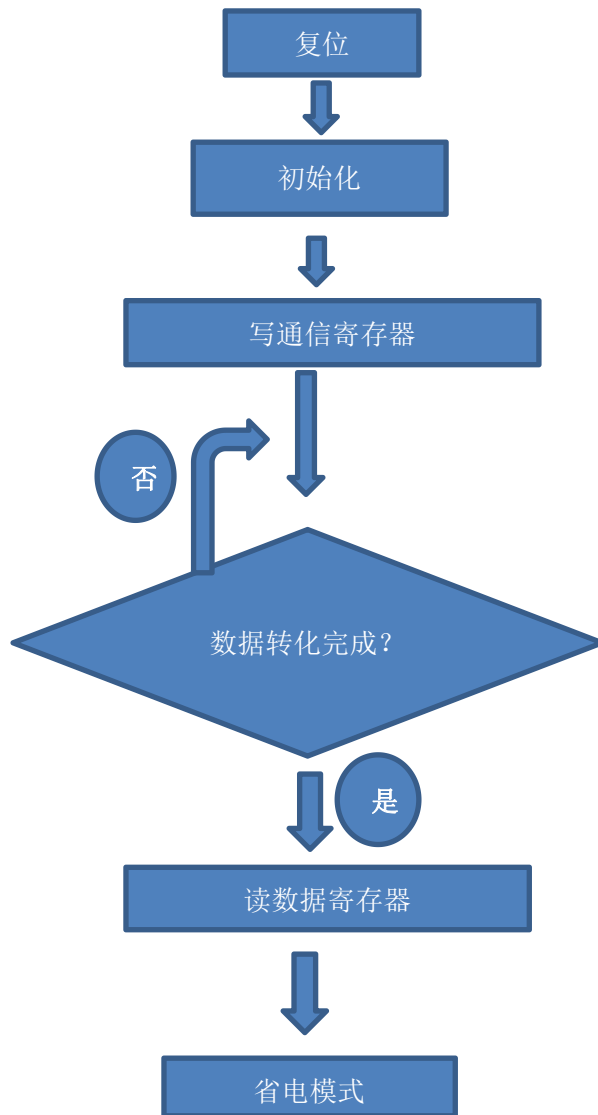 复位
初始化
写通信寄存器
否
数据转化完成?
是
读数据寄存器
省电模式